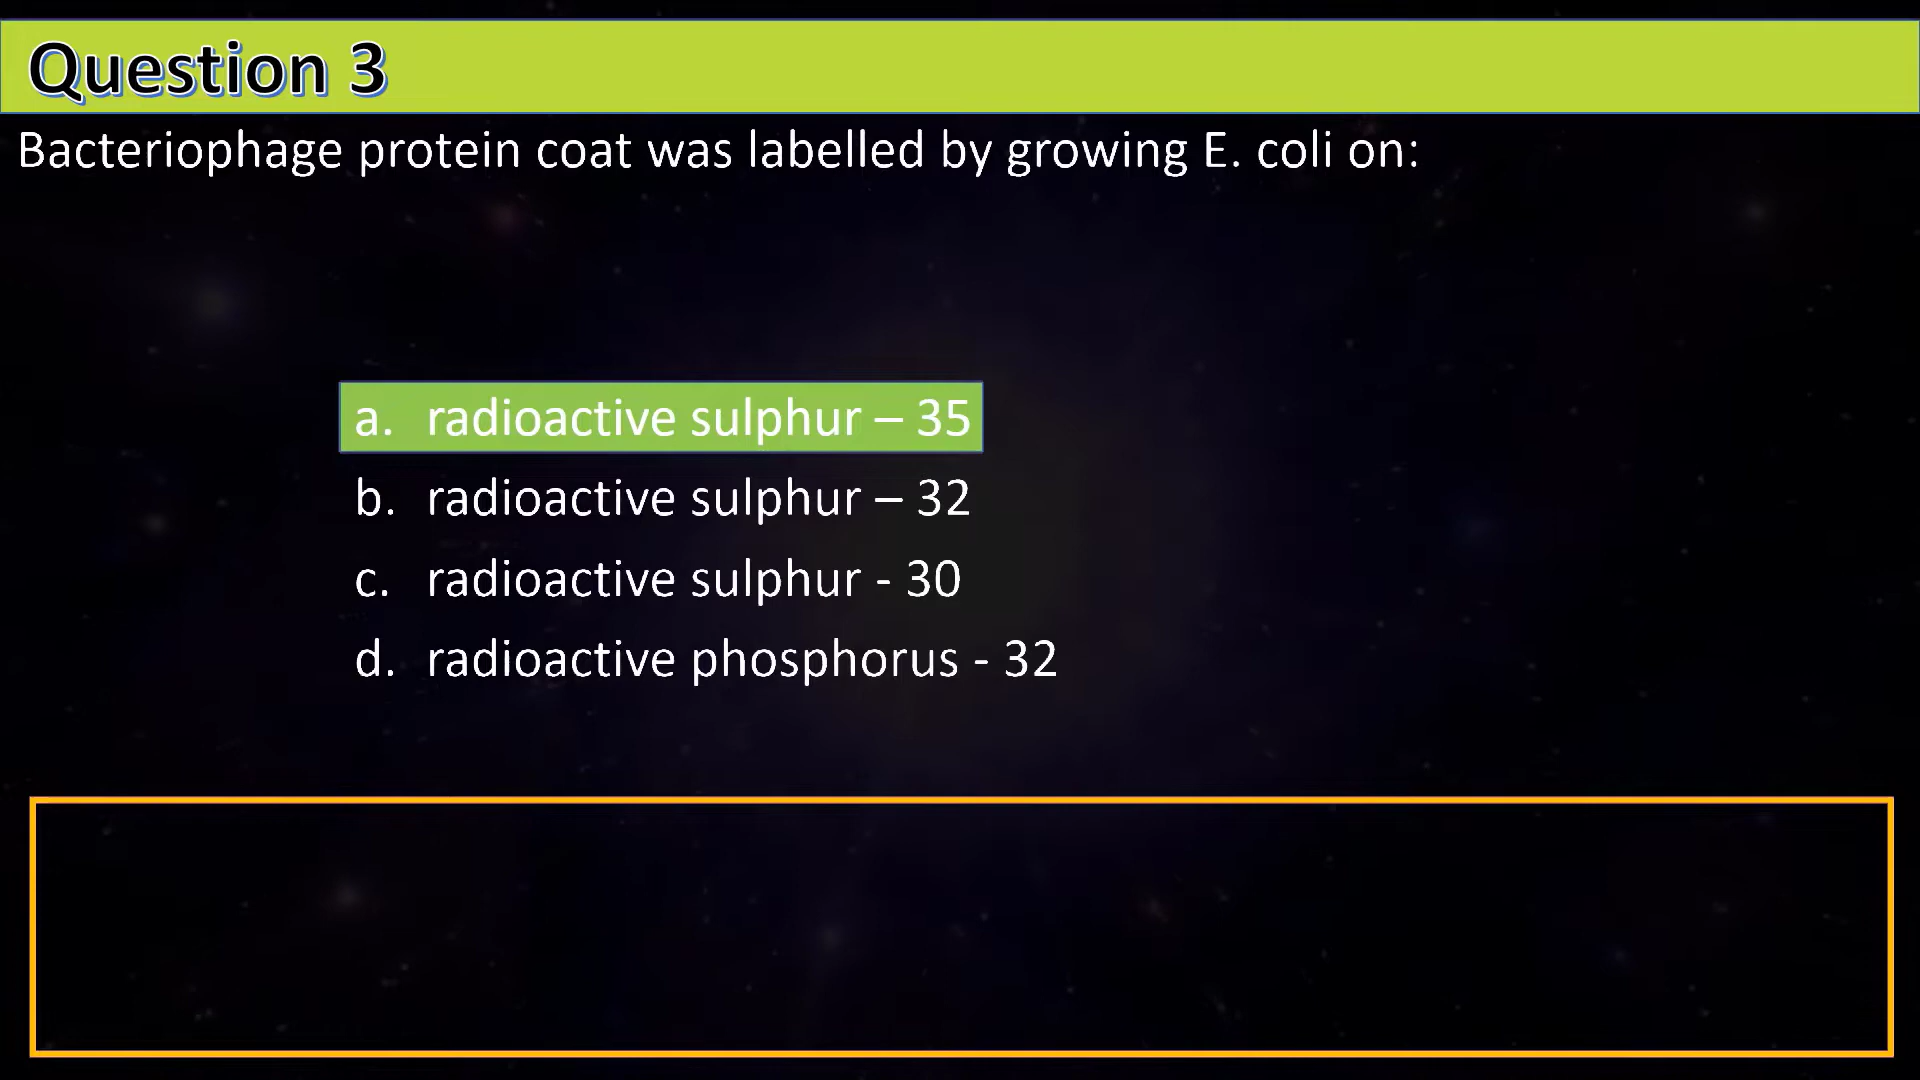 Question 3
Bacteriophage protein coat was labelled by growing E. coli on:
a. radioactive sulphur – 35
b. radioactive sulphur – 32
c. radioactive sulphur - 30
d. radioactive phosphorus - 32